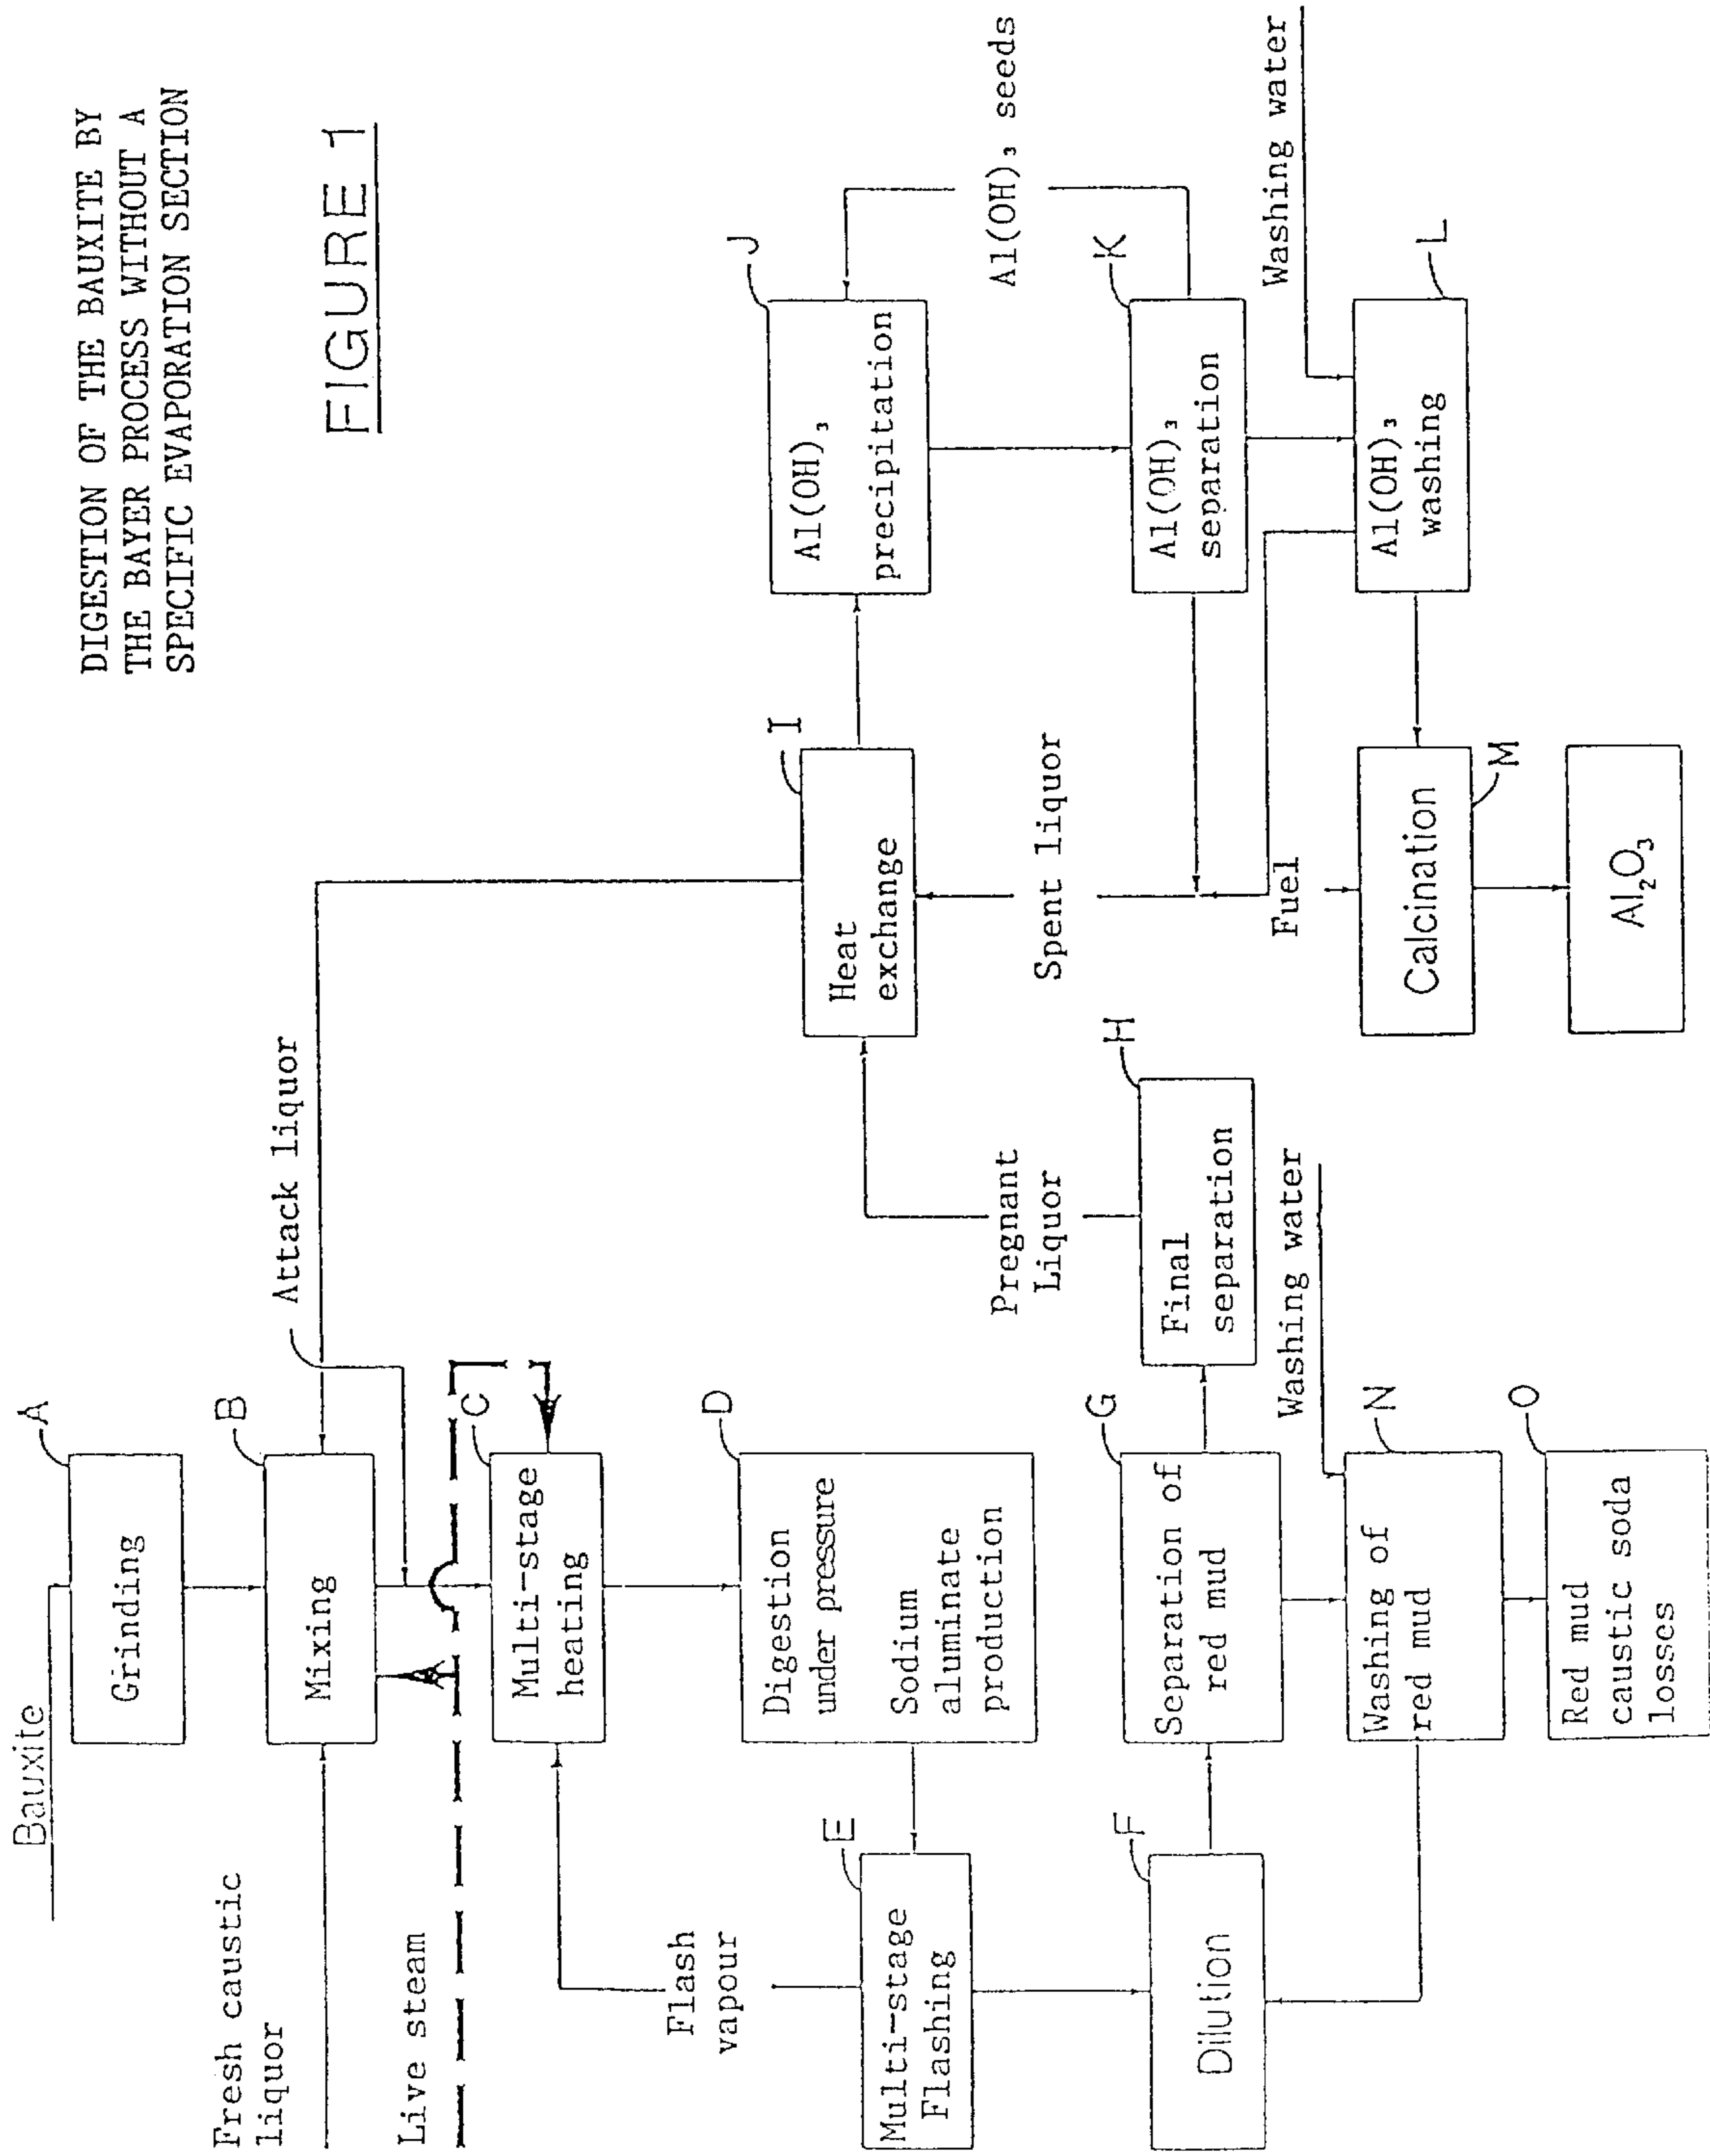 DIGESTION OF THE BAUXITE BY
THE BAYER PROCESS WITHOUT A
SPECIFIC EVAPORATION SECTION
FIGURE 1
Bauxite
A
Grinding
Fresh caustic
liquor
B
Mixing
Attack liquor
Live steam
C
Multi-stage
heating
Flash
vapour
D
Digestion
under pressure
Sodium
aluminate
production
E
Multi-stage
Flashing
F
Dilution
G
Separation of
red mud
H
Final
separation
Pregnant
Liquor
Washing water
N
Washing of
red mud
O
Red mud
caustic soda
losses
I
Heat
exchange
Spent liquor
J
Al(OH)₃
precipitation
Al(OH)₃ seeds
K
Al(OH)₃
separation
Washing water
L
Al(OH)₃
washing
Fuel
M
Calcination
Al₂O₃